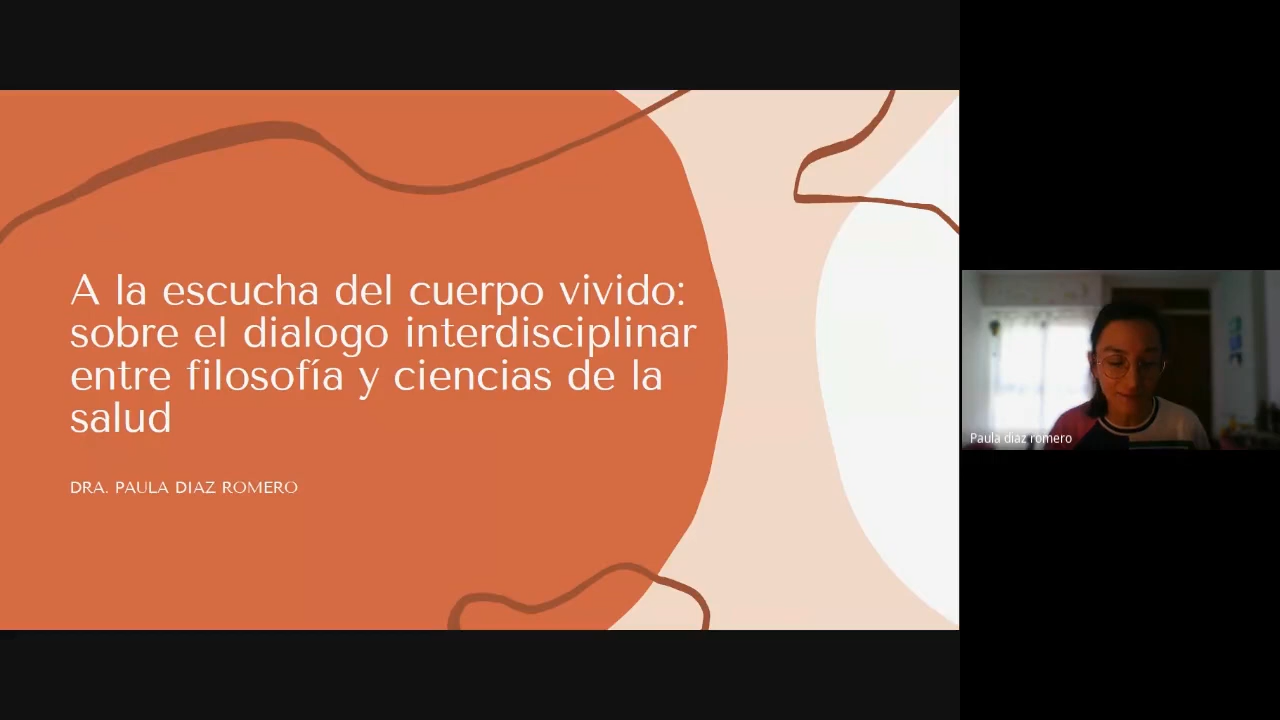 A la escucha del cuerpo vivido:
sobre el dialogo interdisciplinar
entre filosofía y ciencias de la
salud
DRA. PAULA DIAZ ROMERO
Paula diaz romero